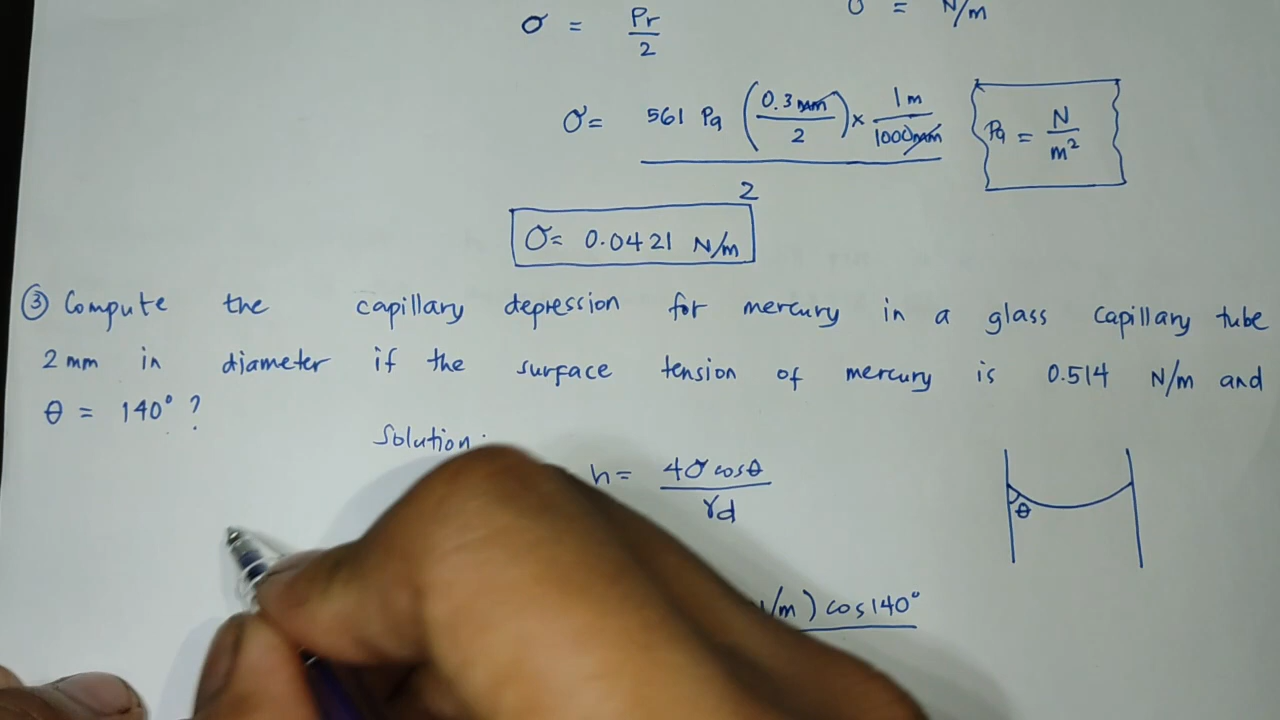 σ = Pr/2
σ = N/m
σ = 561 Pa (0.3mm/2) x 1m/1000mm / 2
Pa = N/m²
σ = 0.0421 N/m
③ Compute the capillary depression for mercury in a glass capillary tube
2 mm in diameter if the surface tension of mercury is 0.514 N/m and
θ = 140° ?
Solution:
h = 4σ cosθ / γd
θ
/m) cos140°